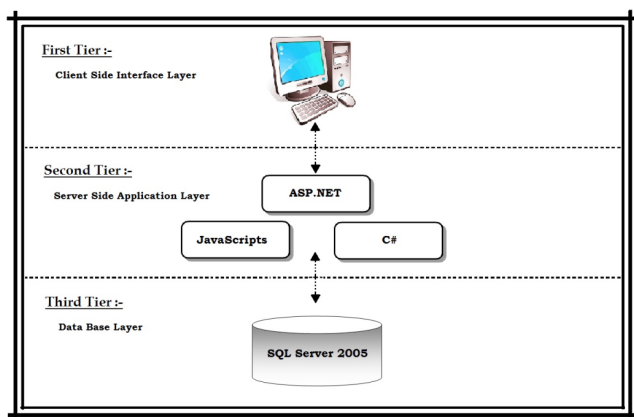 First Tier :-
Client Side Interface Layer
Second Tier :-
Server Side Application Layer
ASP.NET
JavaScripts
C#
Third Tier :-
Data Base Layer
SQL Server 2005